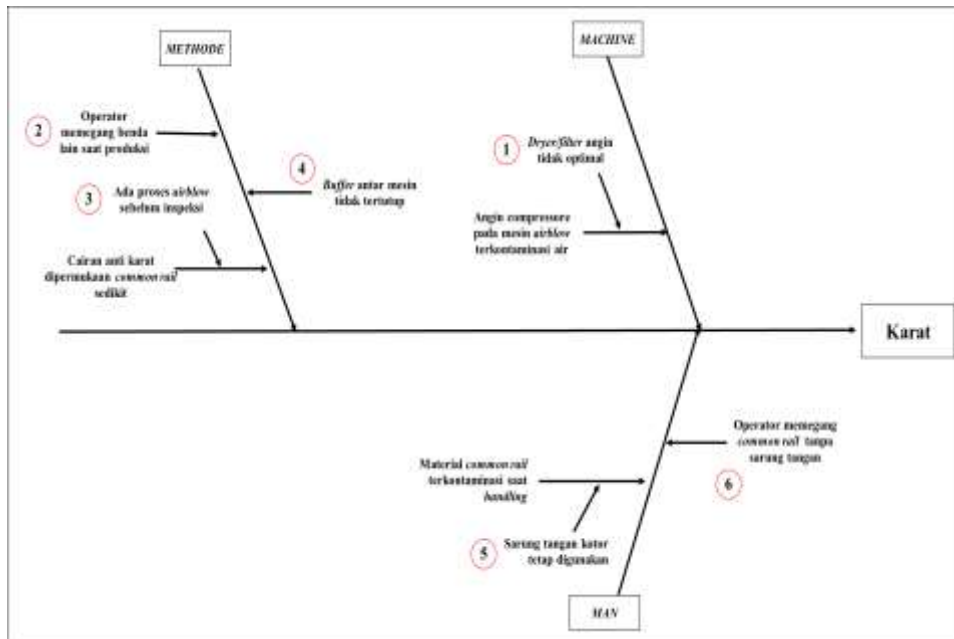 METHODE
MACHINE
2
Operator
memegang benda
lain saat produksi
4
Buffer antar mesin
tidak tertutup
3
Ada proses airblow
sebelum inspeksi
Cairan anti karat
dipermukaan common rail
sedikit
1
Dryer/filter angin
tidak optimal
Angin compressore
pada mesin airblow
terkontaminasi air
Karat
Operator memegang
common rail tanpa
sarung tangan
6
Material common rail
terkontaminasi saat
handling
5
Sarung tangan kotor
tetap digunakan
MAN